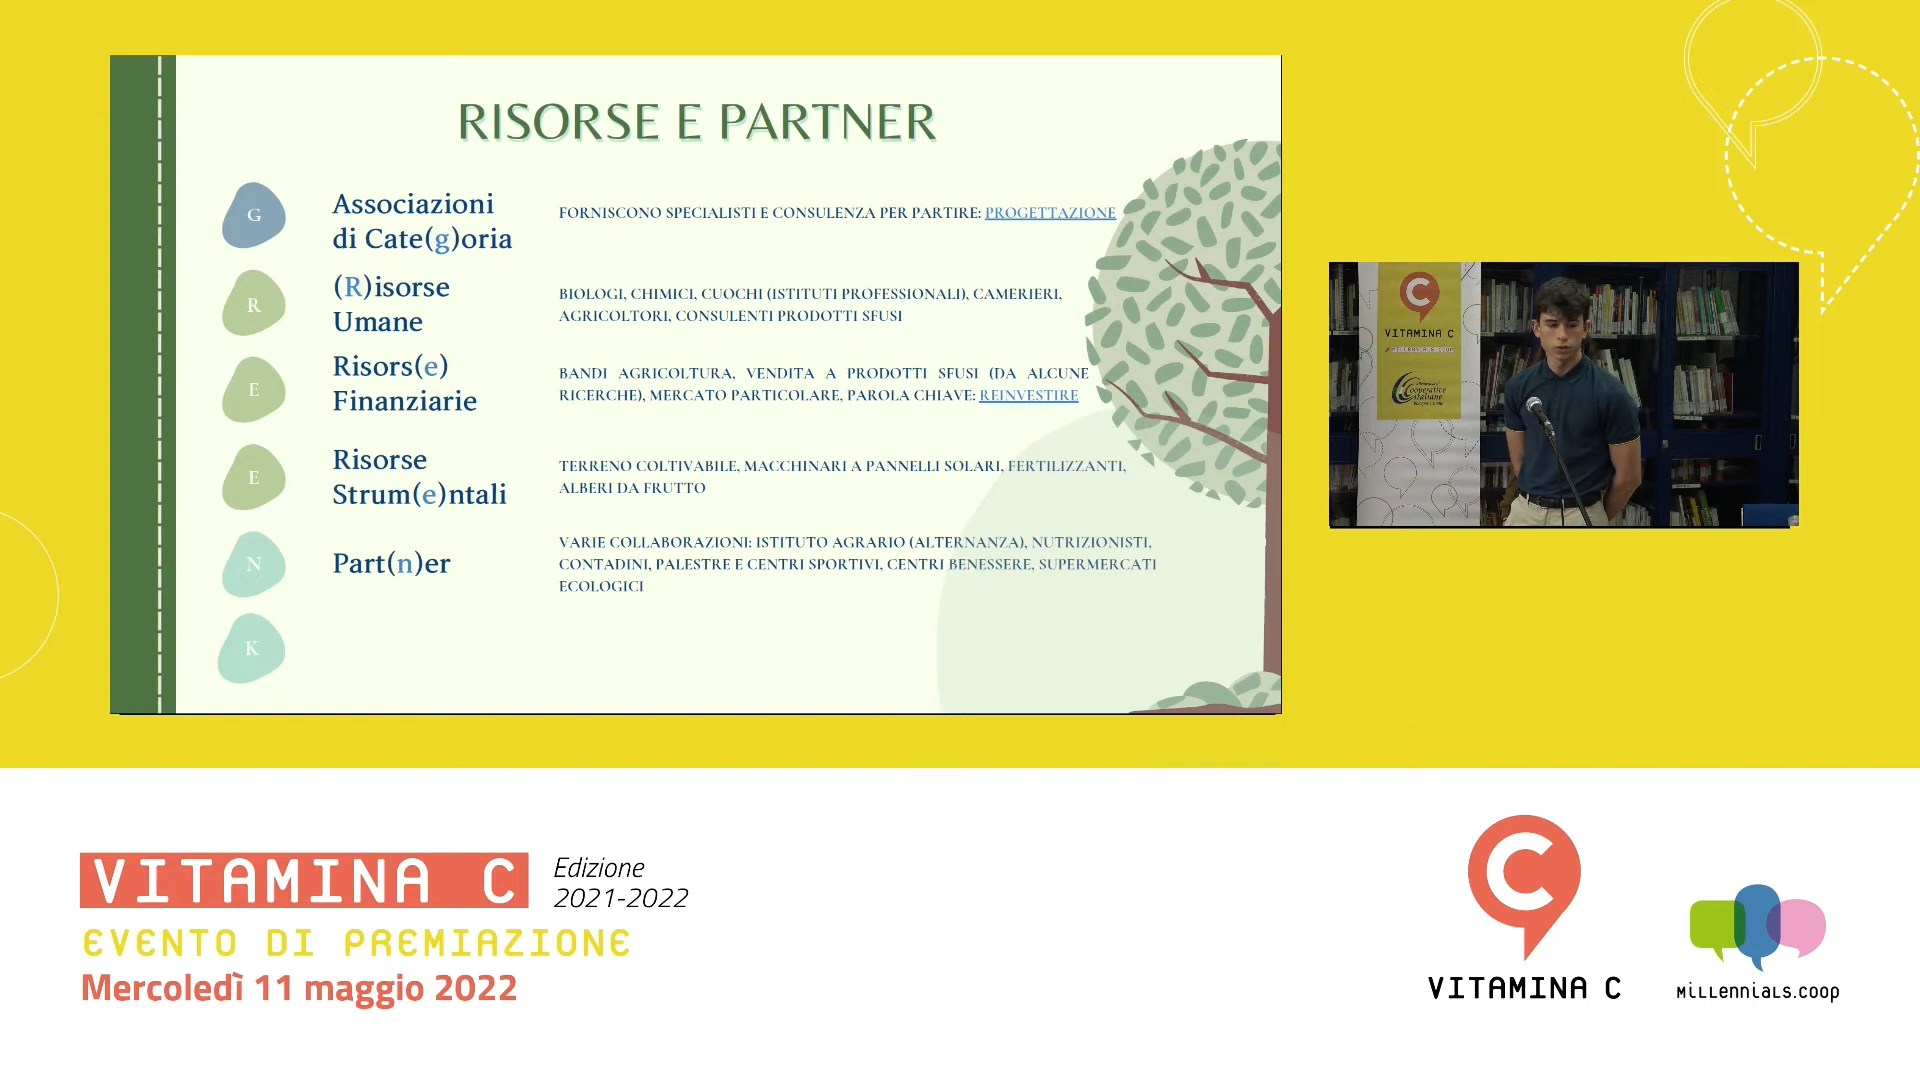 RISORSE E PARTNER
G
Associazioni
di Cate(g)oria
FORNISCONO SPECIALISTI E CONSULENZA PER PARTIRE: PROGETTAZIONE
R
(R)isorse
Umane
BIOLOGI, CHIMICI, CUOCHI (ISTITUTI PROFESSIONALI), CAMERIERI,
AGRICOLTORI, CONSULENTI PRODOTTI SFUSI
E
Risors(e)
Finanziarie
BANDI AGRICOLTURA, VENDITA A PRODOTTI SFUSI (DA ALCUNE
RICERCHE), MERCATO PARTICOLARE, PAROLA CHIAVE: REINVESTIRE
E
Risorse
Strum(e)ntali
TERRENO COLTIVABILE, MACCHINARI A PANNELLI SOLARI, FERTILIZZANTI,
ALBERI DA FRUTTO
N
Part(n)er
VARIE COLLABORAZIONI: ISTITUTO AGRARIO (ALTERNANZA), NUTRIZIONISTI,
CONTADINI, PALESTRE E CENTRI SPORTIVI, CENTRI BENESSERE, SUPERMERCATI
ECOLOGICI
K
C
VITAMINA C
Cooperative
italiane
VITAMINA C
Edizione
2021-2022
EVENTO DI PREMIAZIONE
Mercoledì 11 maggio 2022
C
VITAMINA C
MiLLenniaLS.COOP